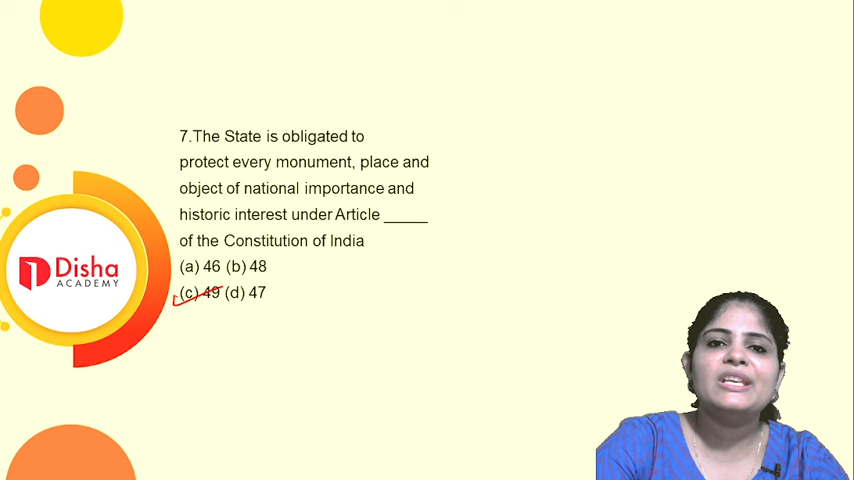 7.The State is obligated to
protect every monument, place and
object of national importance and
historic interest under Article _____
of the Constitution of India
(a) 46 (b) 48
(c) 49 (d) 47
Disha
ACADEMY